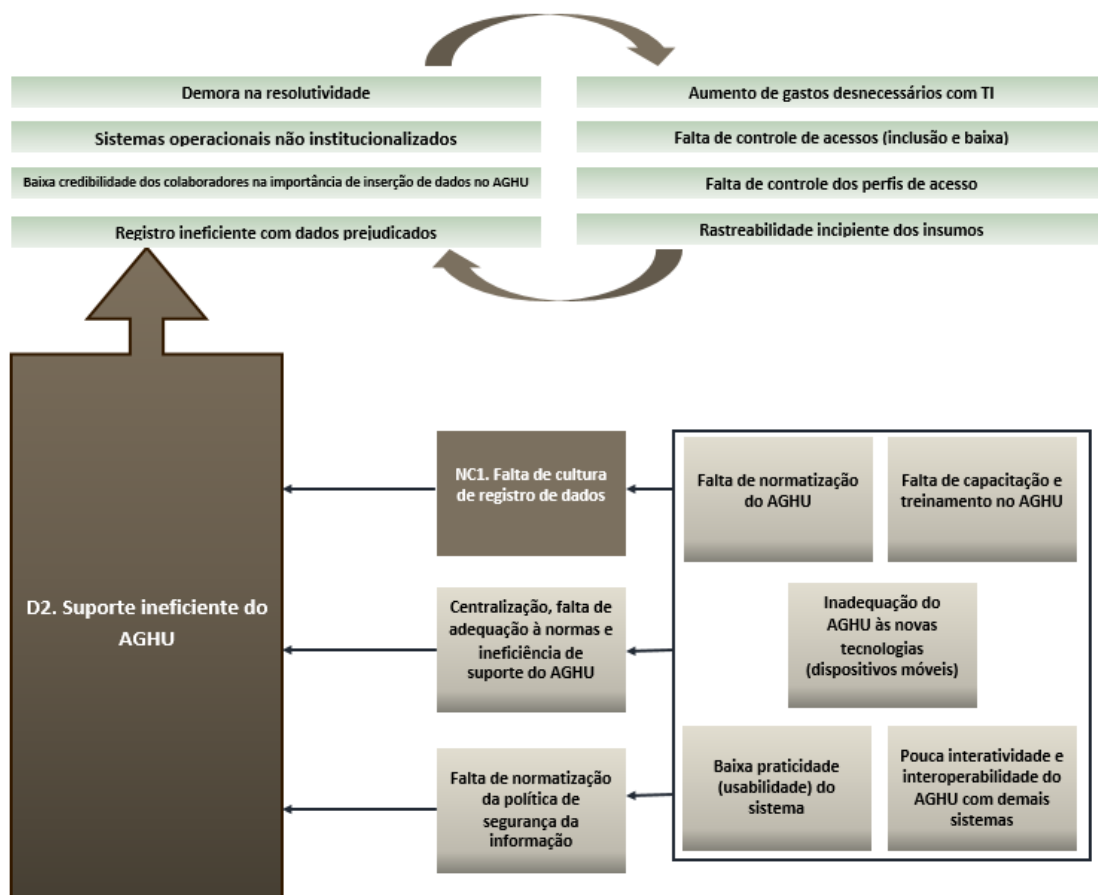 Demora na resolutividade
Aumento de gastos desnecessários com TI
Sistemas operacionais não institucionalizados
Falta de controle de acessos (inclusão e baixa)
Baixa credibilidade dos colaboradores na importância de inserção de dados no AGHU
Falta de controle dos perfis de acesso
Registro ineficiente com dados prejudicados
Rastreabilidade incipiente dos insumos
D2. Suporte ineficiente do
AGHU
NC1. Falta de cultura
de registro de dados
Centralização, falta de
adequação à normas e
ineficiência de
suporte do AGHU
Falta de normatização
da política de
segurança da
informação
Falta de normatização
do AGHU
Falta de capacitação e
treinamento no AGHU
Inadequação do
AGHU às novas
tecnologias
(dispositivos móveis)
Baixa praticidade
(usabilidade) do
sistema
Pouca interatividade e
interoperabilidade do
AGHU com demais
sistemas